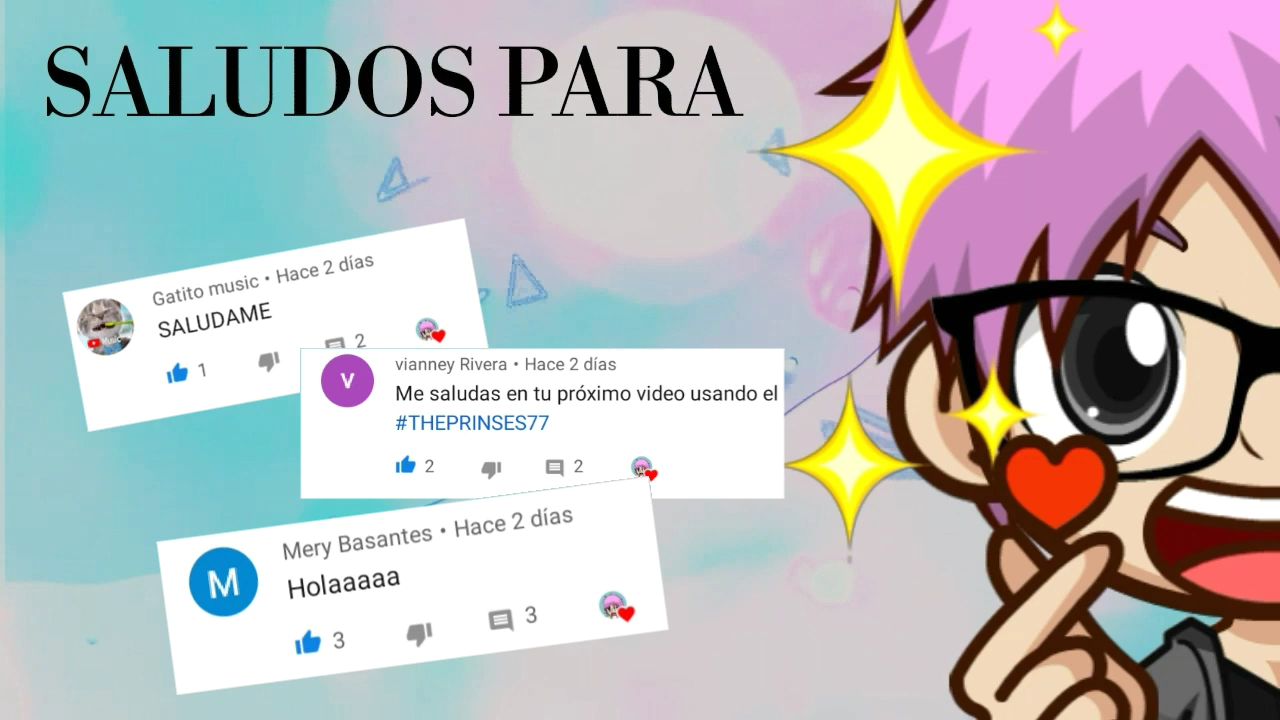 SALUDOS PARA
Gatito music • Hace 2 días
SALUDAME
1
2
Music
vianney Rivera • Hace 2 días
V
Me saludas en tu próximo video usando el
#THEPRINSES77
2
2
Mery Basantes • Hace 2 días
M
Holaaaaa
3
3